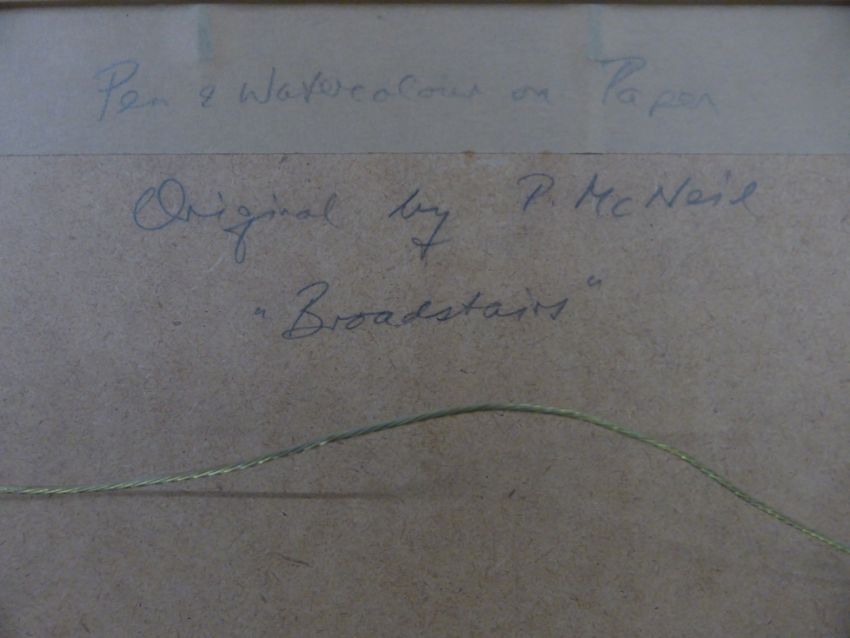 Pen & Watercolour on Paper
Original by P. McNeil
"Broadstairs"